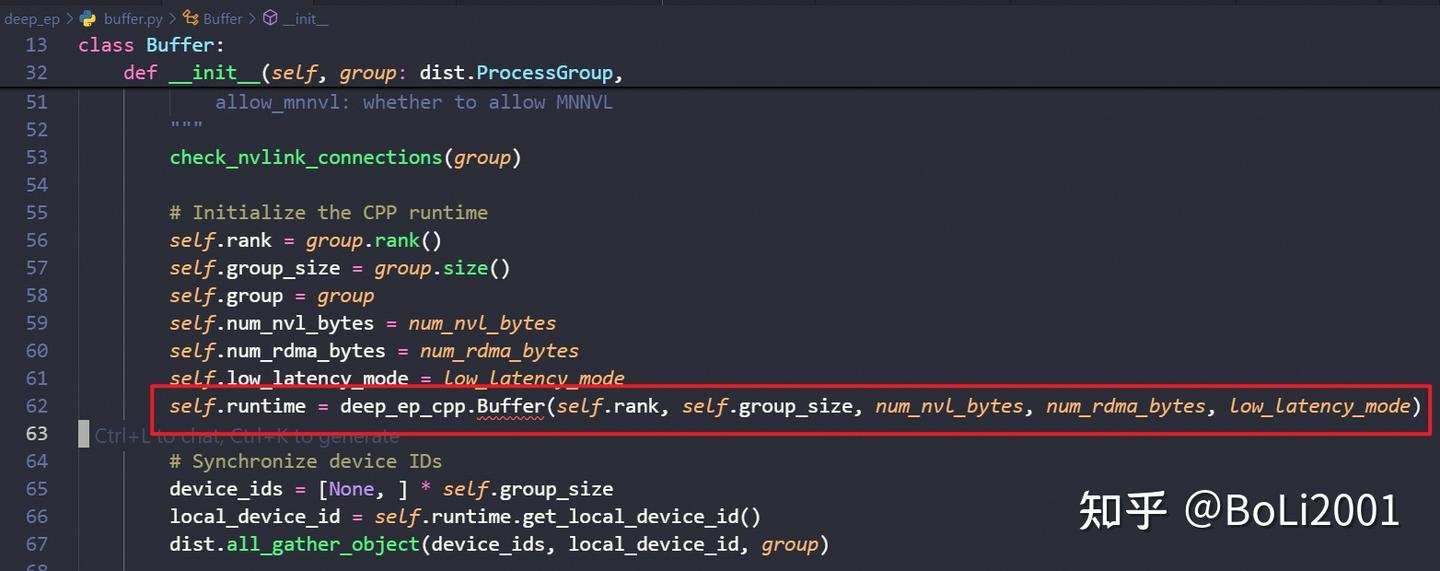 deep_ep > buffer.py > Buffer > __init__
13 class Buffer:
32     def __init__(self, group: dist.ProcessGroup,
51             allow_mnnvl: whether to allow MNNVL
52         """
53         check_nvlink_connections(group)
54
55         # Initialize the CPP runtime
56         self.rank = group.rank()
57         self.group_size = group.size()
58         self.group = group
59         self.num_nvl_bytes = num_nvl_bytes
60         self.num_rdma_bytes = num_rdma_bytes
61         self.low_latency_mode = low_latency_mode
62         self.runtime = deep_ep_cpp.Buffer(self.rank, self.group_size, num_nvl_bytes, num_rdma_bytes, low_latency_mode)
63 Ctrl+L to chat, Ctrl+K to generate
64         # Synchronize device IDs
65         device_ids = [None, ] * self.group_size
66         local_device_id = self.runtime.get_local_device_id()
67         dist.all_gather_object(device_ids, local_device_id, group)
68
知乎 @BoLi2001